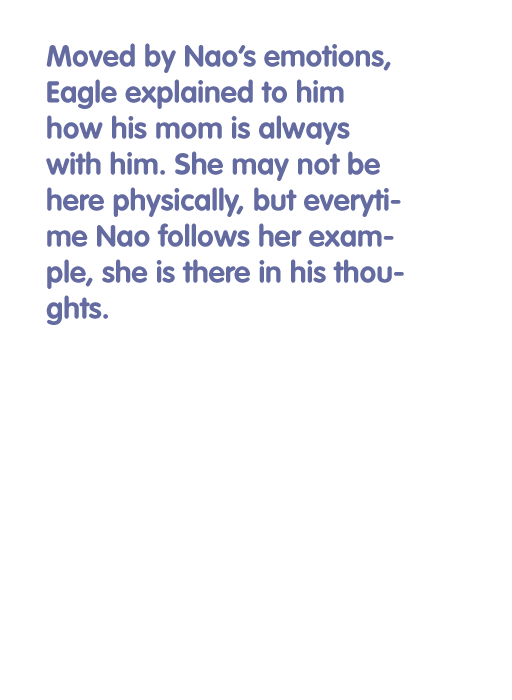 Moved by Nao’s emotions,
Eagle explained to him
how his mom is always
with him. She may not be
here physically, but everyti-
me Nao follows her exam-
ple, she is there in his thou-
ghts.